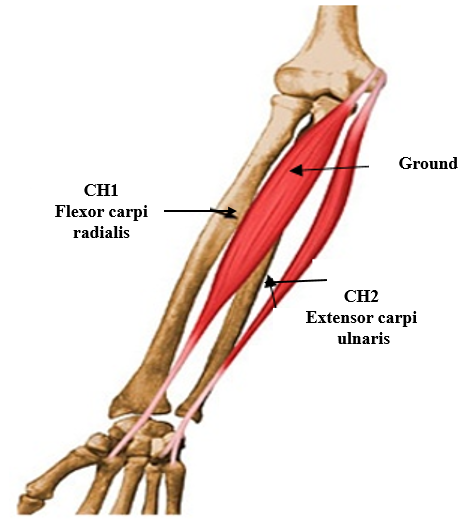 Ground
CH1
Flexor carpi
radialis
CH2
Extensor carpi
ulnaris